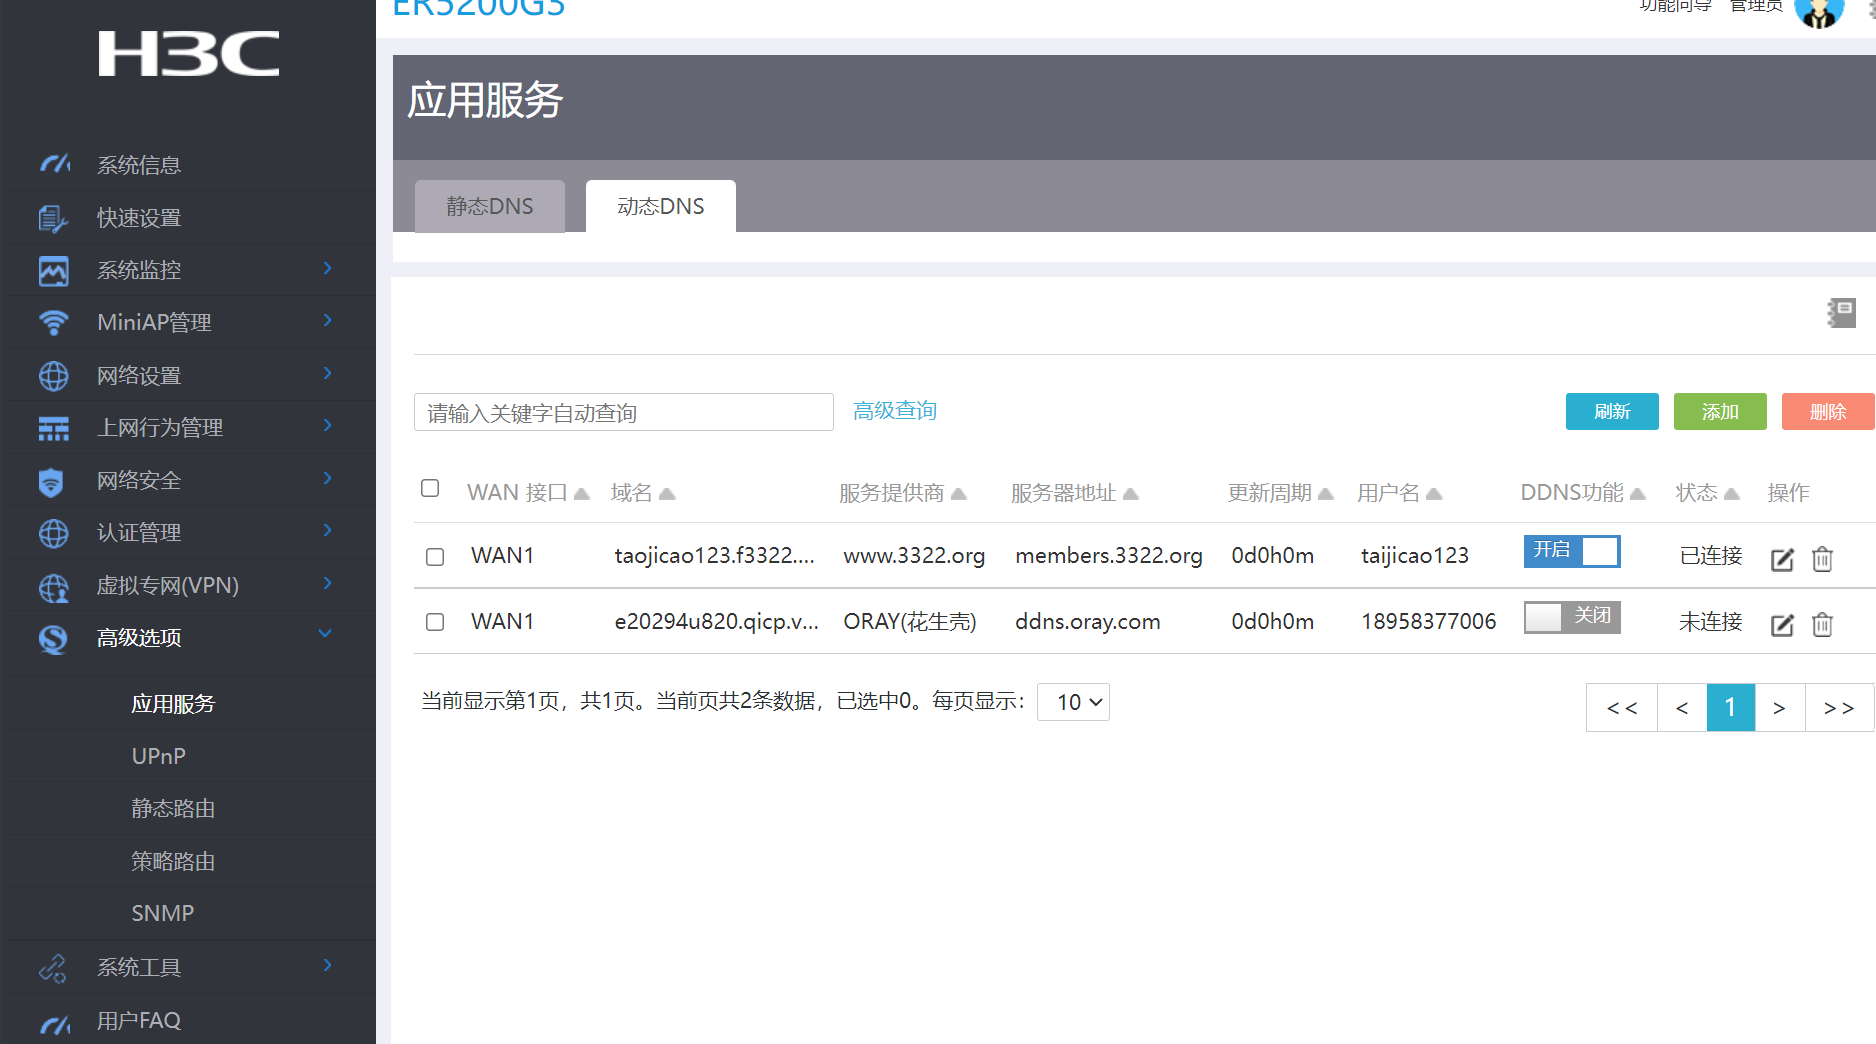 ER5200G3
功能向导 管理员
H3C
应用服务
静态DNS 动态DNS
系统信息
快速设置
系统监控
MiniAP管理
网络设置
上网行为管理
网络安全
认证管理
虚拟专网(VPN)
高级选项
应用服务
UPnP
静态路由
策略路由
SNMP
系统工具
用户FAQ
请输入关键字自动查询 高级查询 刷新 添加 删除
WAN 接口 域名 服务提供商 服务器地址 更新周期 用户名 DDNS功能 状态 操作
WAN1 taojicao123.f3322.... www.3322.org members.3322.org 0d0h0m taijicao123 开启 已连接
WAN1 e20294u820.qicp.v... ORAY(花生壳) ddns.oray.com 0d0h0m 18958377006 关闭 未连接
当前显示第1页，共1页。当前页共2条数据，已选中0。每页显示： 10
<< < 1 > >>